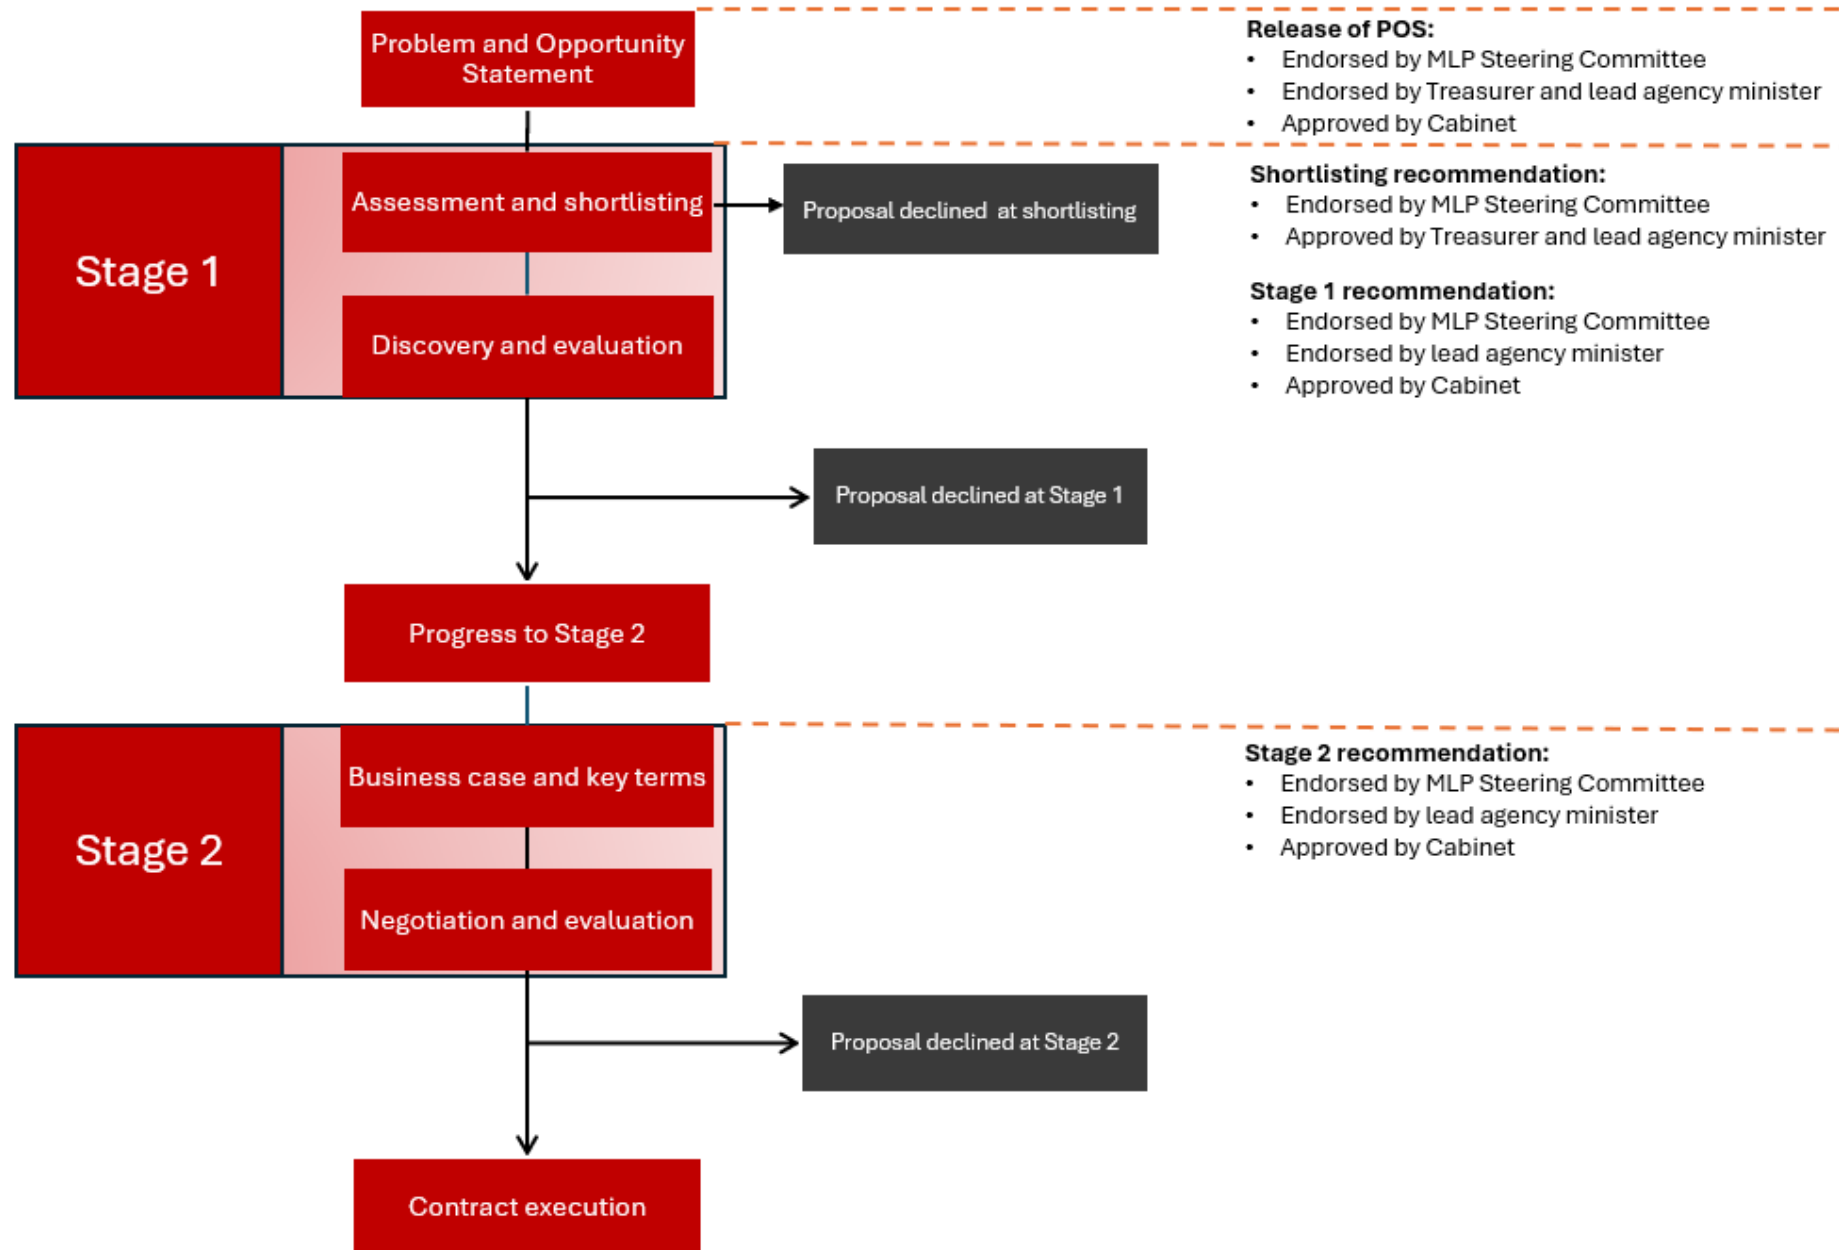 Problem and Opportunity
Statement
Release of POS:
• Endorsed by MLP Steering Committee
• Endorsed by Treasurer and lead agency minister
• Approved by Cabinet
Stage 1
Assessment and shortlisting
Proposal declined at shortlisting
Shortlisting recommendation:
• Endorsed by MLP Steering Committee
• Approved by Treasurer and lead agency minister
Discovery and evaluation
Stage 1 recommendation:
• Endorsed by MLP Steering Committee
• Endorsed by lead agency minister
• Approved by Cabinet
Proposal declined at Stage 1
Progress to Stage 2
Stage 2
Business case and key terms
Stage 2 recommendation:
• Endorsed by MLP Steering Committee
• Endorsed by lead agency minister
• Approved by Cabinet
Negotiation and evaluation
Proposal declined at Stage 2
Contract execution